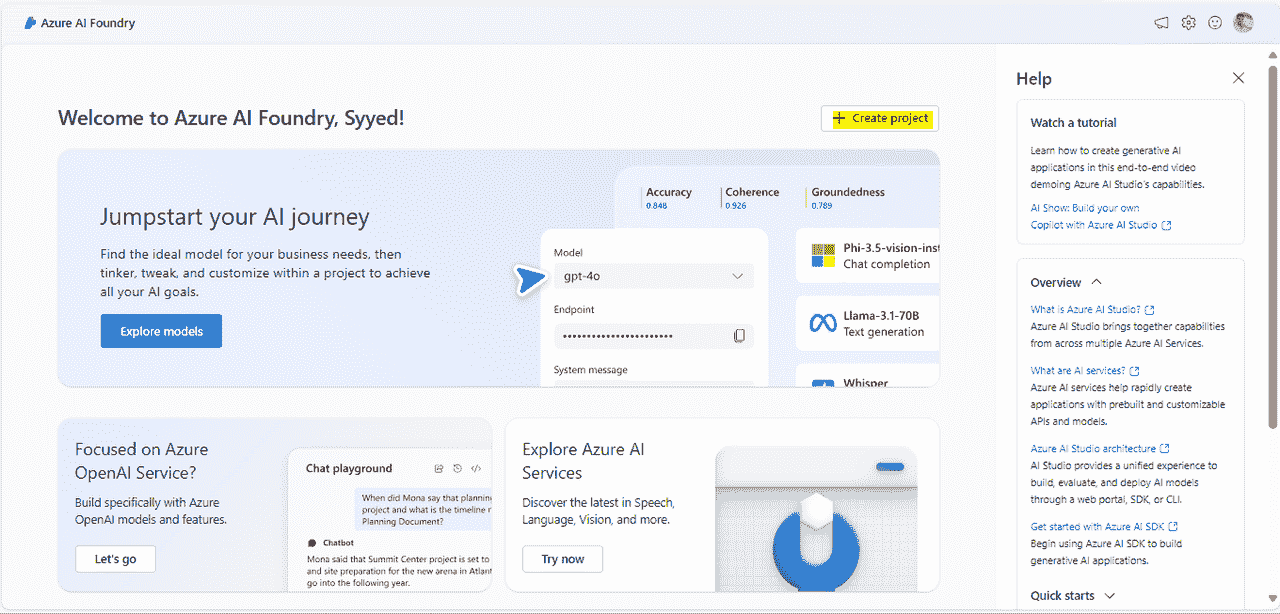 Azure AI Foundry
Welcome to Azure AI Foundry, Syyed!
+ Create project
Jumpstart your AI journey
Find the ideal model for your business needs, then
tinker, tweak, and customize within a project to achieve
all your AI goals.
Explore models
Accuracy
0.848
Coherence
0.926
Groundedness
0.789
Model
gpt-4o
Endpoint
••••••••••••••••••••••
System message
Phi-3.5-vision-inst
Chat completion
Llama-3.1-70B
Text generation
Whisper
Focused on Azure
OpenAI Service?
Build specifically with Azure
OpenAI models and features.
Let's go
Chat playground
When did Mona say that planning
project and what is the timeline r
Planning Document?
Chatbot
Mona said that Summit Center project is set to
and site preparation for the new arena in Atlant
go into the following year.
Explore Azure AI
Services
Discover the latest in Speech,
Language, Vision, and more.
Try now
Help
Watch a tutorial
Learn how to create generative AI
applications in this end-to-end video
demoing Azure AI Studio's capabilities.
AI Show: Build your own
Copilot with Azure AI Studio
Overview
What is Azure AI Studio?
Azure AI Studio brings together capabilities
from across multiple Azure AI Services.
What are AI services?
Azure AI services help rapidly create
applications with prebuilt and customizable
APIs and models.
Azure AI Studio architecture
AI Studio provides a unified experience to
build, evaluate, and deploy AI models
through a web portal, SDK, or CLI.
Get started with Azure AI SDK
Begin using Azure AI SDK to build
generative AI applications.
Quick starts